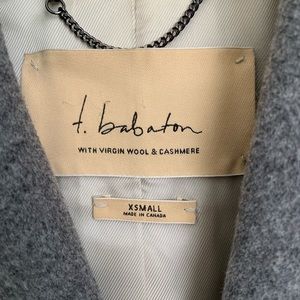 t. babaton
WITH VIRGIN WOOL & CASHMERE
XSMALL
MADE IN CANADA